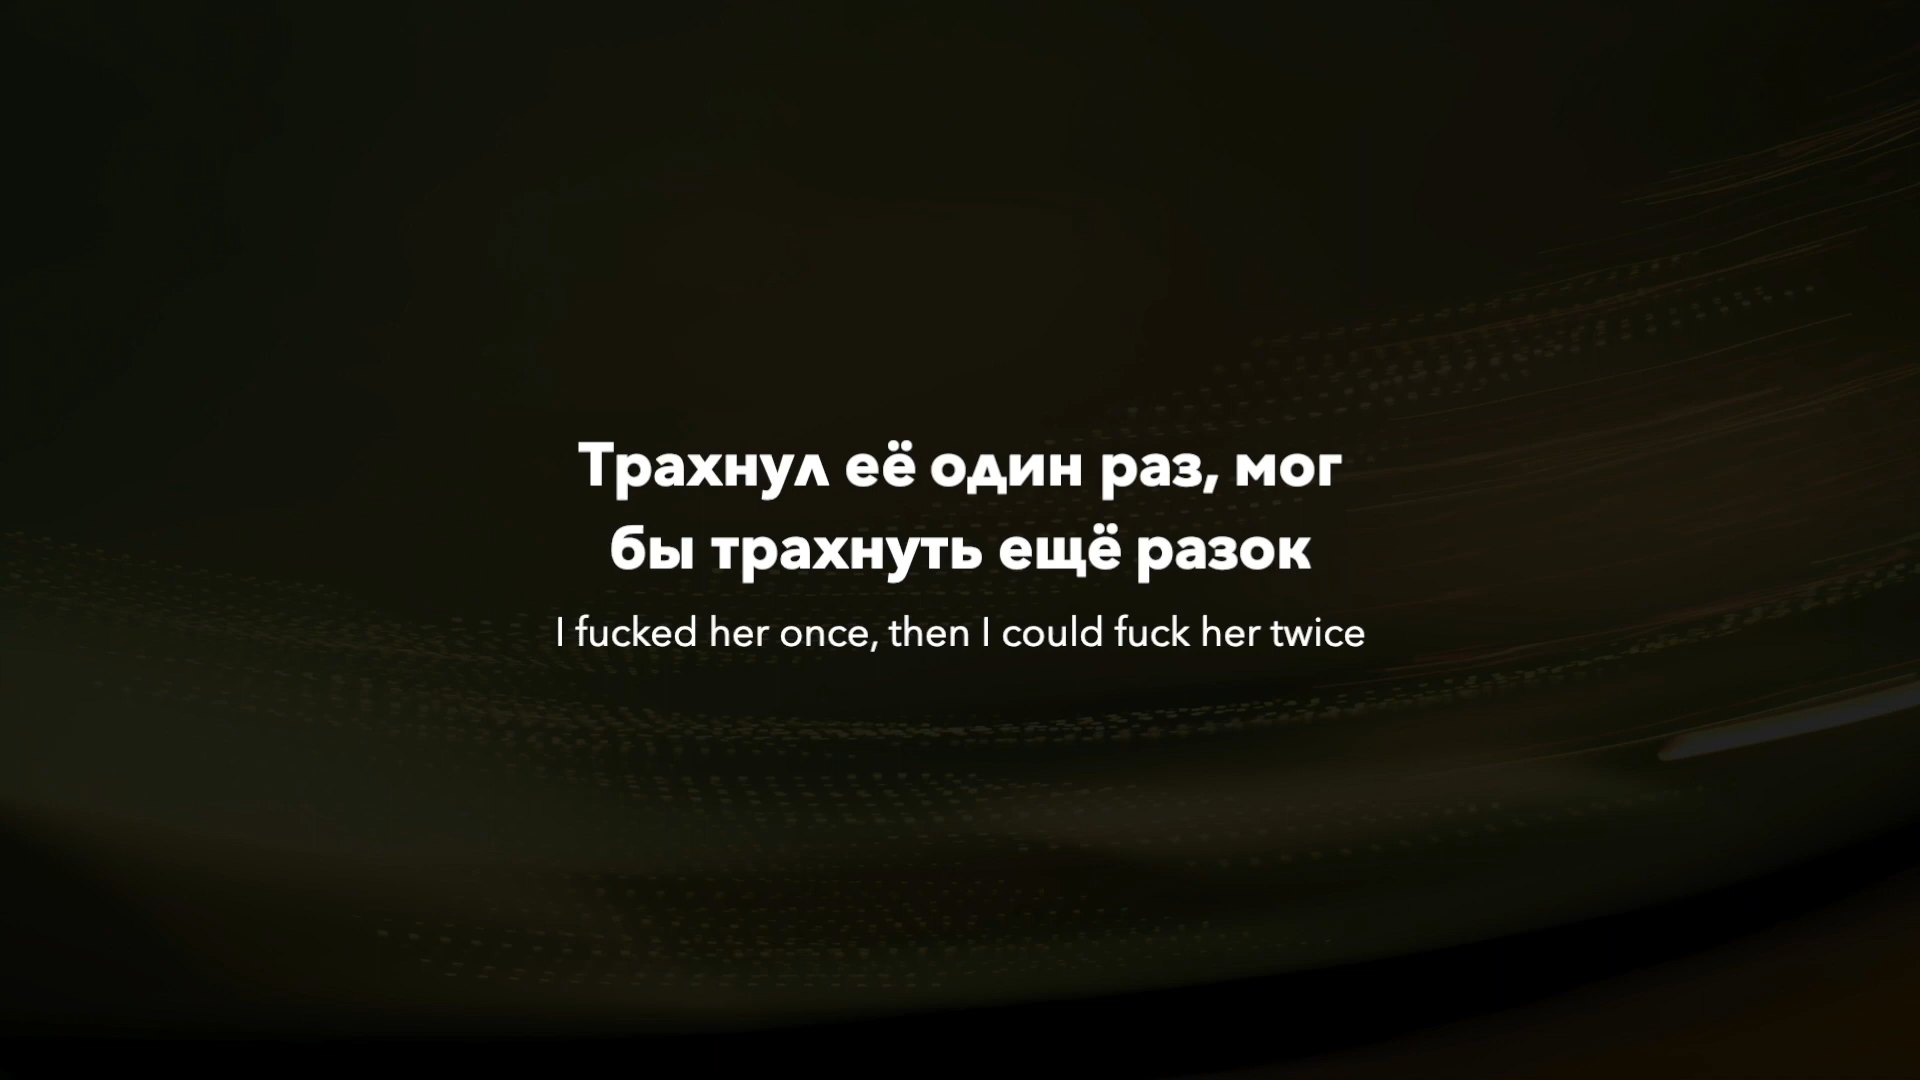 Трахнул её один раз, мог
бы трахнуть ещё разок
I fucked her once, then I could fuck her twice